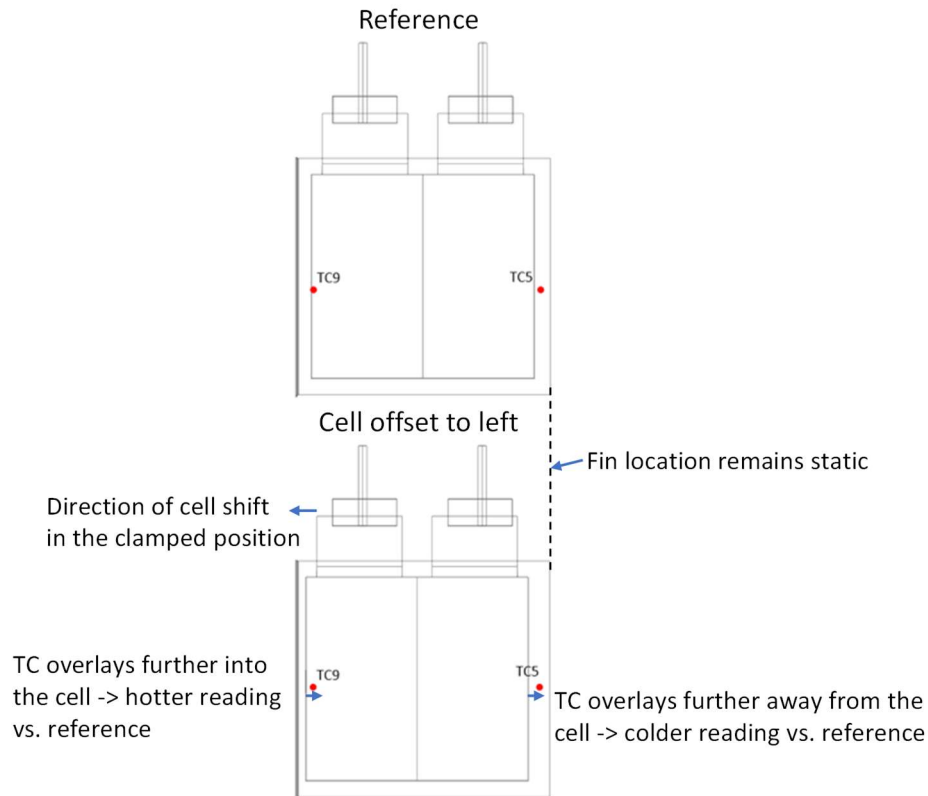 Reference
TC9
TC5
Cell offset to left
Fin location remains static
Direction of cell shift
in the clamped position
TC9
TC5
TC overlays further into
the cell -> hotter reading
vs. reference
TC overlays further away from the
cell -> colder reading vs. reference